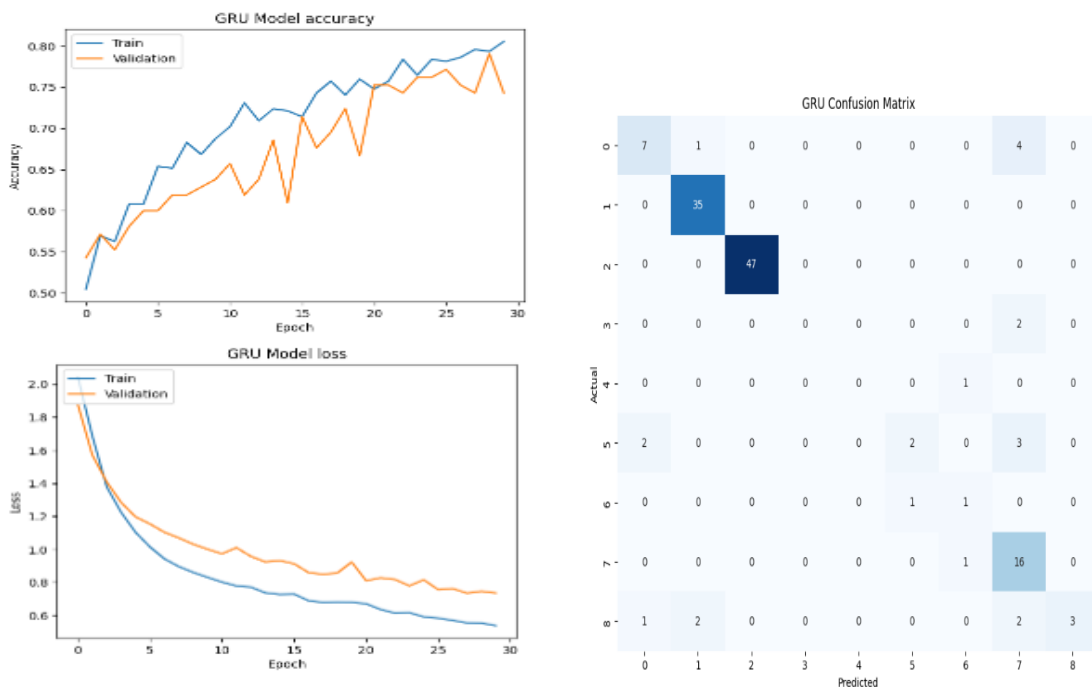 GRU Model accuracy
Train
Validation
0.80
0.75
0.70
0.65
0.60
0.55
0.50
Accuracy
0 5 10 15 20 25 30
Epoch
GRU Model loss
Train
Validation
2.0
1.8
1.6
1.4
1.2
1.0
0.8
0.6
Loss
0 5 10 15 20 25 30
Epoch
GRU Confusion Matrix
Actual
0 7 1 0 0 0 0 0 4 0
1 0 35 0 0 0 0 0 0 0
2 0 0 47 0 0 0 0 0 0
3 0 0 0 0 0 0 0 2 0
4 0 0 0 0 0 0 1 0 0
5 2 0 0 0 0 2 0 3 0
6 0 0 0 0 0 1 1 0 0
7 0 0 0 0 0 0 1 16 0
8 1 2 0 0 0 0 0 2 3
0 1 2 3 4 5 6 7 8
Predicted